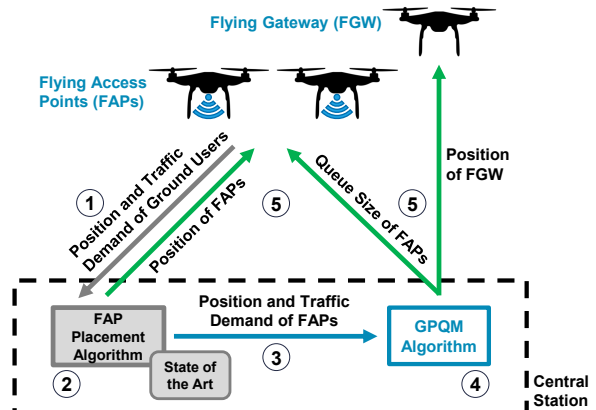 Flying Gateway (FGW)
Flying Access
Points (FAPs)
1
Position and Traffic
Demand of Ground Users
Position of FAPs
5
Queue Size of FAPs
5
Position
of FGW
FAP
Placement
Algorithm
State of
the Art
2
Position and Traffic
Demand of FAPs
3
GPQM
Algorithm
4
Central
Station